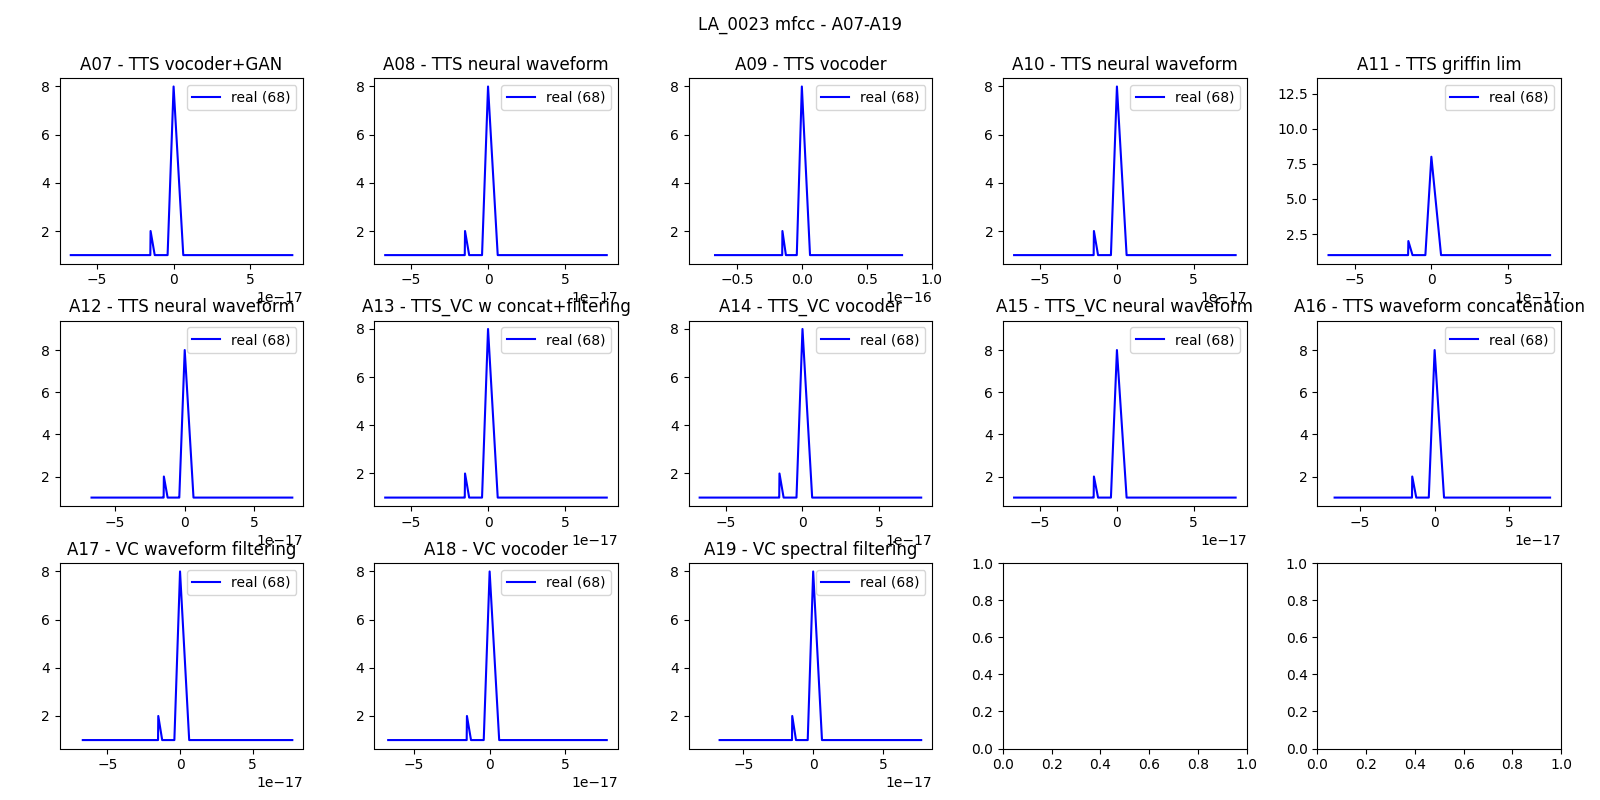 LA_0023 mfcc - A07-A19
A07 - TTS vocoder+GAN
A08 - TTS neural waveform
A09 - TTS vocoder
A10 - TTS neural waveform
A11 - TTS griffin lim
real (68)
real (68)
real (68)
real (68)
real (68)
8
6
4
2
8
6
4
2
8
6
4
2
8
6
4
2
12.5
10.0
7.5
5.0
2.5
−5 0 5
1e−17
−5 0 5
1e−17
−0.5 0.0 0.5 1.0
1e−16
−5 0 5
1e−17
−5 0 5
1e−17
A12 - TTS neural waveform
A13 - TTS_VC w concat+filtering
A14 - TTS_VC vocoder
A15 - TTS_VC neural waveform
A16 - TTS waveform concatenation
real (68)
real (68)
real (68)
real (68)
real (68)
8
6
4
2
8
6
4
2
8
6
4
2
8
6
4
2
8
6
4
2
−5 0 5
1e−17
−5 0 5
1e−17
−5 0 5
1e−17
−5 0 5
1e−17
−5 0 5
1e−17
A17 - VC waveform filtering
A18 - VC vocoder
A19 - VC spectral filtering
real (68)
real (68)
real (68)
8
6
4
2
8
6
4
2
8
6
4
2
1.0
0.8
0.6
0.4
0.2
0.0
1.0
0.8
0.6
0.4
0.2
0.0
−5 0 5
1e−17
−5 0 5
1e−17
−5 0 5
1e−17
0.0 0.2 0.4 0.6 0.8 1.0
0.0 0.2 0.4 0.6 0.8 1.0